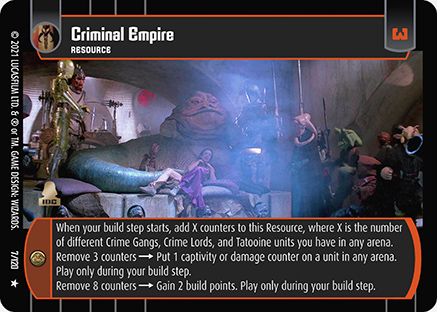 Criminal Empire
RESOURCE
3
IDC
When your build step starts, add X counters to this Resource, where X is the number
of different Crime Gangs, Crime Lords, and Tatooine units you have in any arena.
Remove 3 counters → Put 1 captivity or damage counter on a unit in any arena.
Play only during your build step.
Remove 8 counters → Gain 2 build points. Play only during your build step.
© 2021 LUCASFILM LTD. & ® or TM. GAME DESIGN: WIZARDS.
7/120 ★